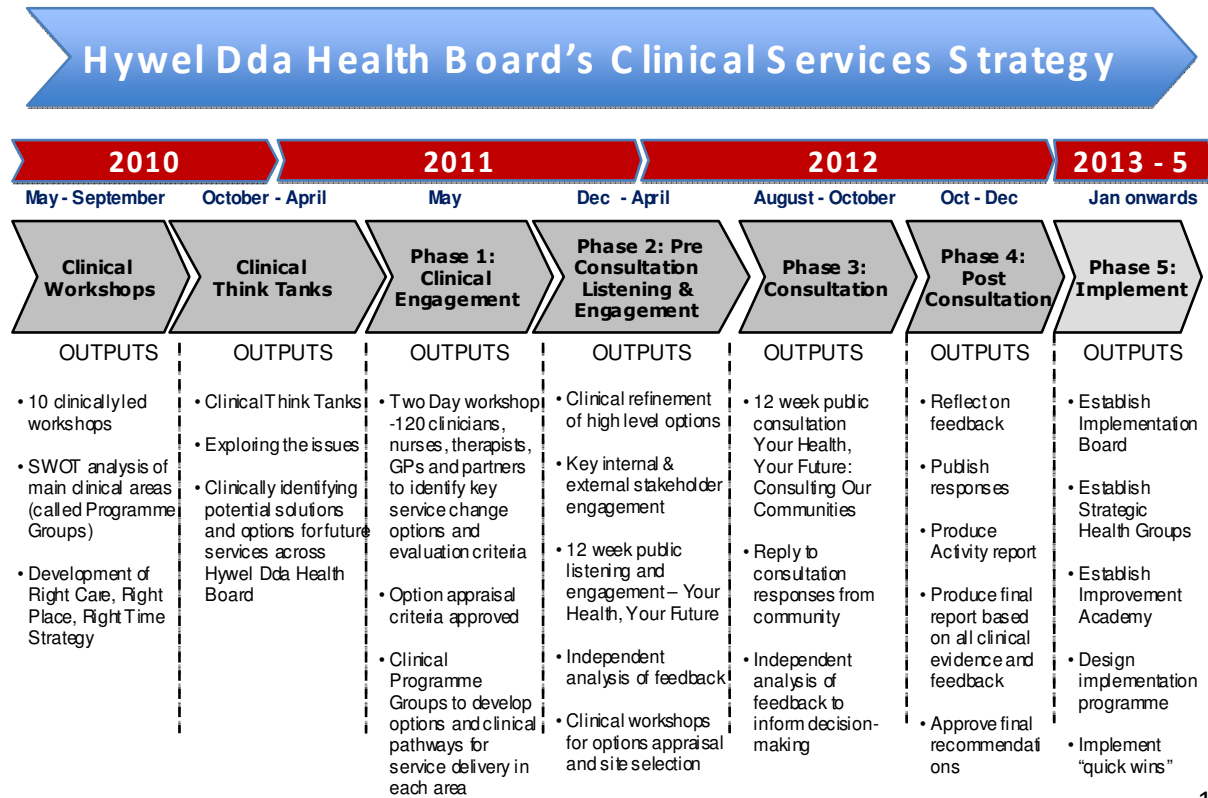 Hywel Dda Health Board's Clinical Services Strategy
2010
2011
2012
2013 - 5
May - September
October - April
May
Dec - April
August - October
Oct - Dec
Jan onwards
Clinical
Workshops
Clinical
Think Tanks
Phase 1:
Clinical
Engagement
Phase 2: Pre
Consultation
Listening &
Engagement
Phase 3:
Consultation
Phase 4:
Post
Consultation
Phase 5:
Implement
OUTPUTS
• 10 clinically led
workshops
• SWOT analysis of
main clinical areas
(called Programme
Groups)
• Development of
Right Care, Right
Place, Right Time
Strategy
OUTPUTS
• Clinical Think Tanks
• Exploring the issues
• Clinically identifying
potential solutions
and options for future
services across
Hywel Dda Health
Board
OUTPUTS
• Two Day workshop
-120 clinicians,
nurses, therapists,
GPs and partners
to identify key
service change
options and
evaluation criteria
• Option appraisal
criteria approved
• Clinical
Programme
Groups to develop
options and clinical
pathways for
service delivery in
each area
OUTPUTS
• Clinical refinement
of high level options
• Key internal &
external stakeholder
engagement
• 12 week public
listening and
engagement – Your
Health, Your Future
• Independent
analysis of feedback
• Clinical workshops
for options appraisal
and site selection
OUTPUTS
• 12 week public
consultation
Your Health,
Your Future:
Consulting Our
Communities
• Reply to
consultation
responses from
community
• Independent
analysis of
feedback to
inform decision-
making
OUTPUTS
• Reflect on
feedback
• Publish
responses
• Produce
Activity report
• Produce final
report based
on all clinical
evidence and
feedback
• Approve final
recommendati
ons
OUTPUTS
• Establish
Implementation
Board
• Establish
Strategic
Health Groups
• Establish
Improvement
Academy
• Design
implementation
programme
• Implement
"quick wins"
1